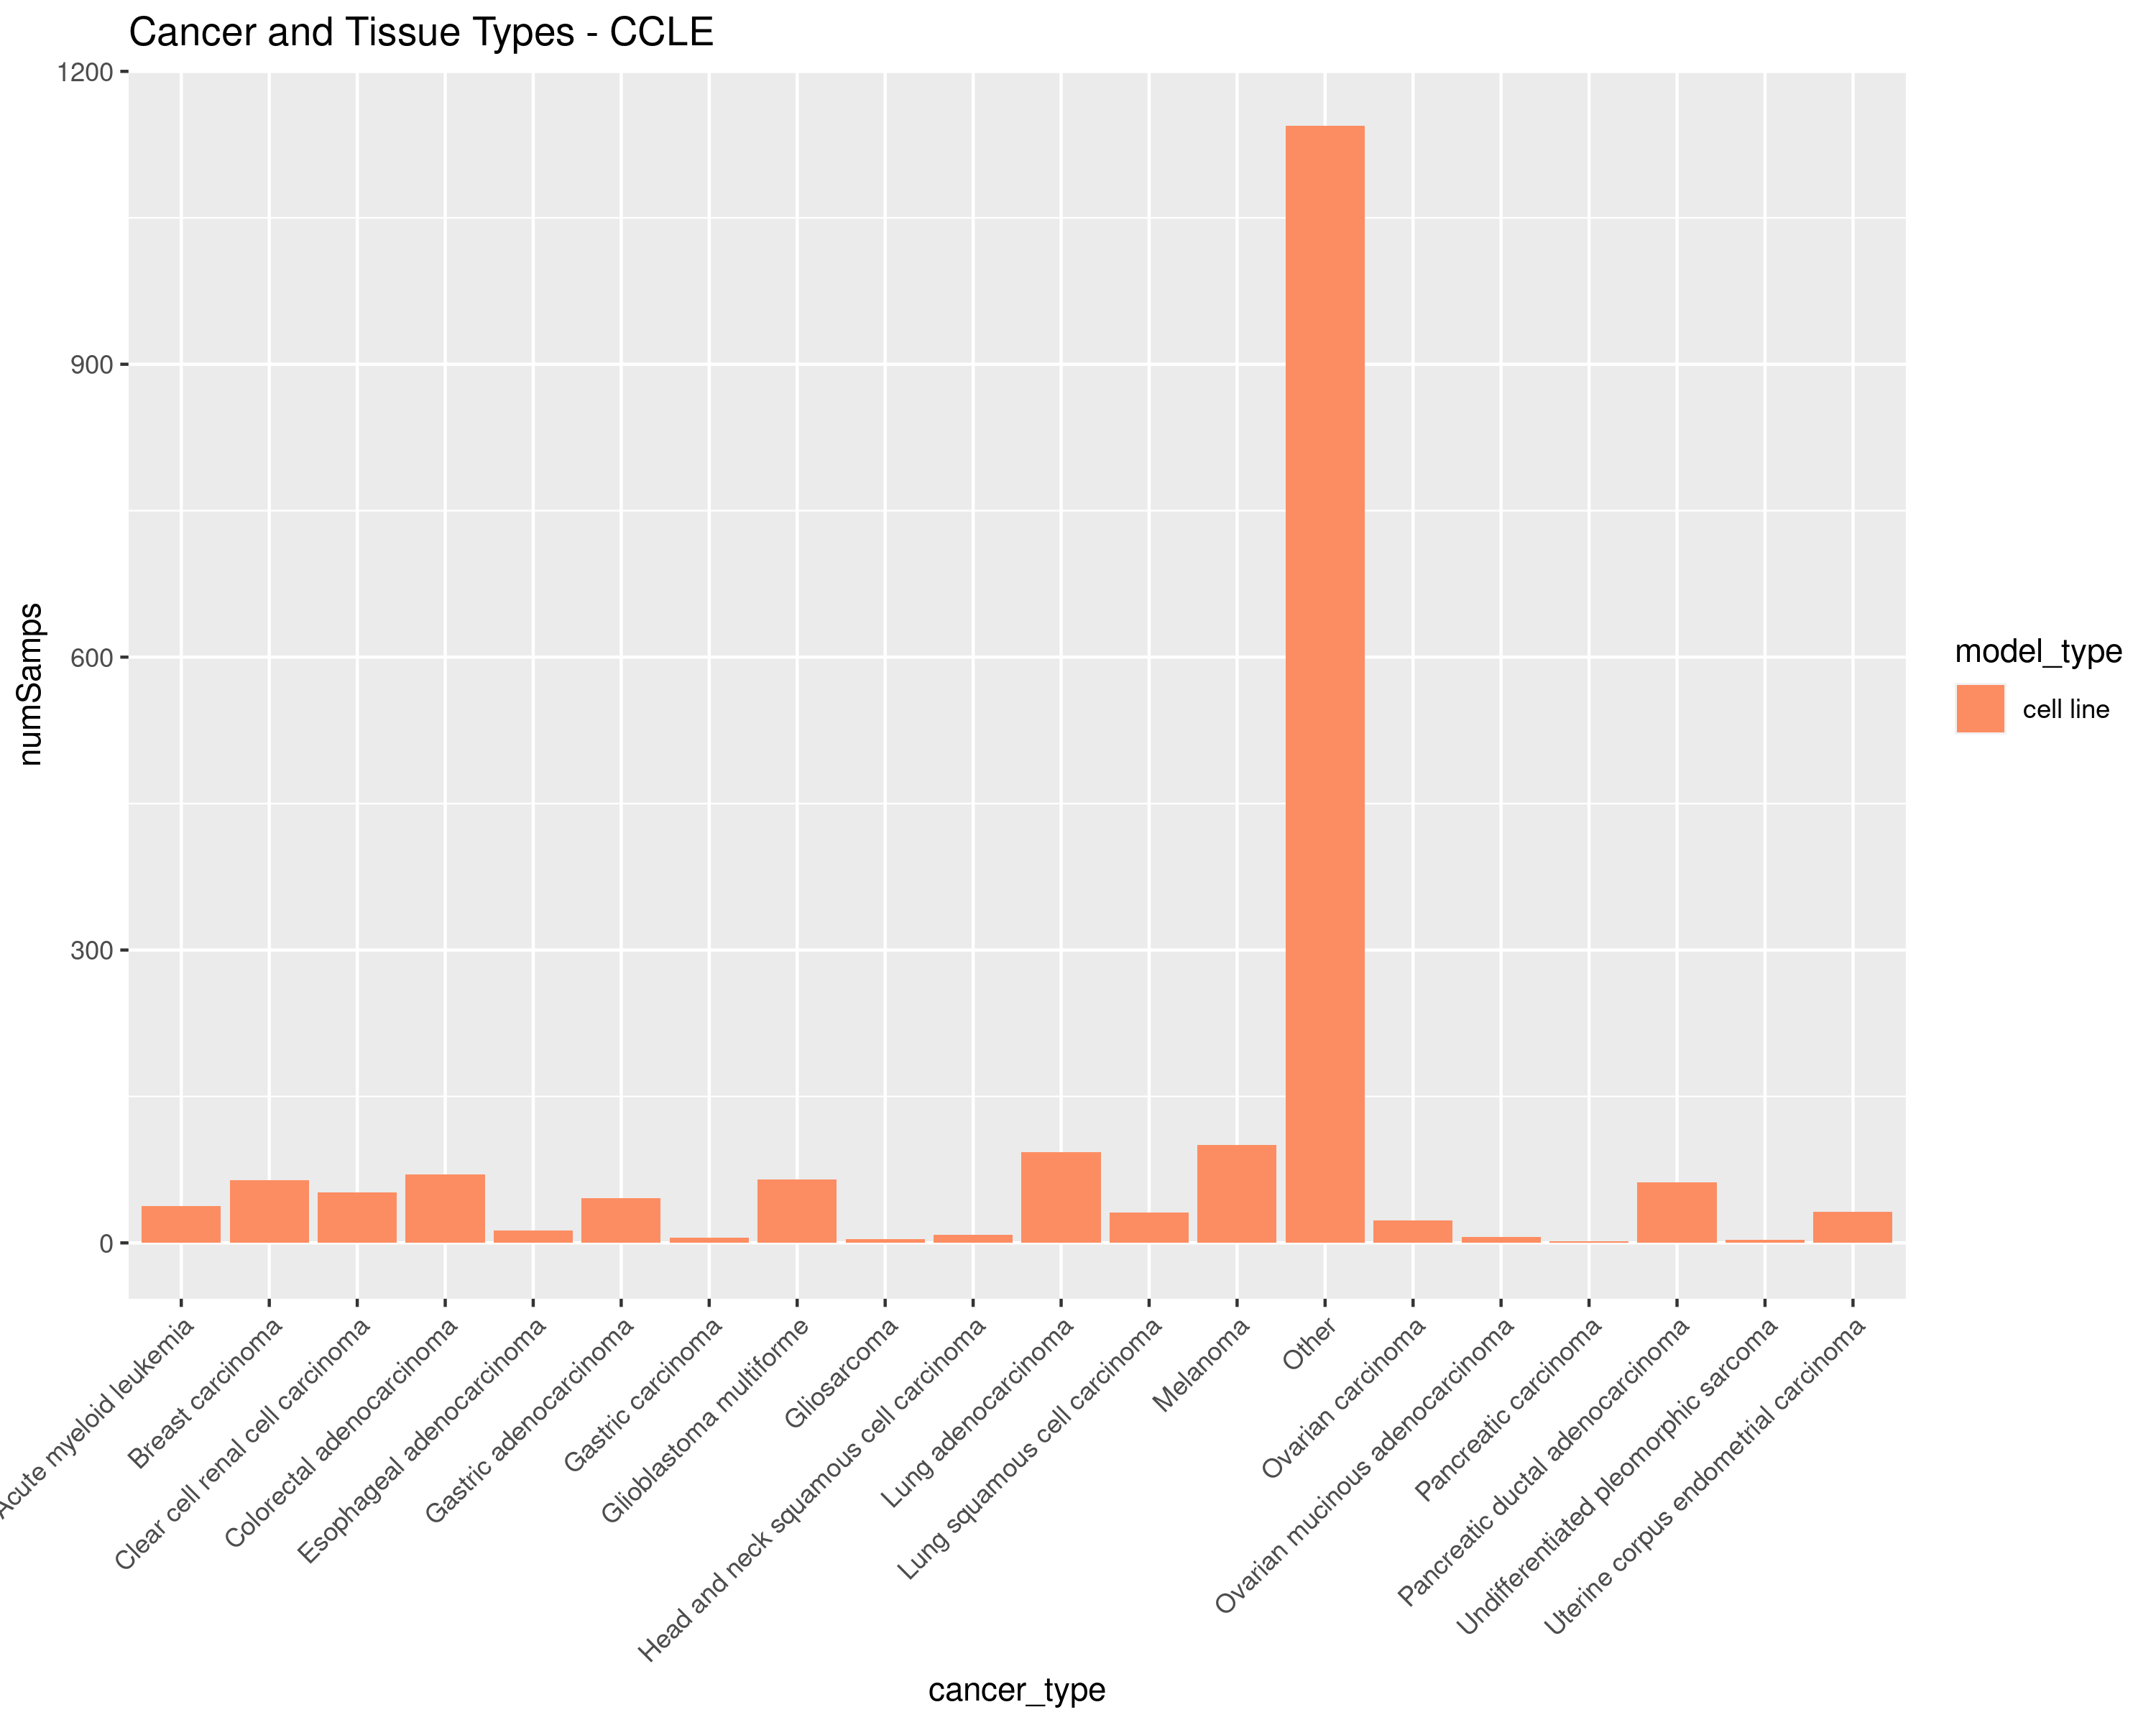 Cancer and Tissue Types - CCLE
1200
900
600
300
0
numSamps
Acute myeloid leukemia
Breast carcinoma
Clear cell renal cell carcinoma
Colorectal adenocarcinoma
Esophageal adenocarcinoma
Gastric adenocarcinoma
Gastric carcinoma
Glioblastoma multiforme
Gliosarcoma
Head and neck squamous cell carcinoma
Lung adenocarcinoma
Lung squamous cell carcinoma
Melanoma
Other
Ovarian carcinoma
Ovarian mucinous adenocarcinoma
Pancreatic carcinoma
Pancreatic ductal adenocarcinoma
Undifferentiated pleomorphic sarcoma
Uterine corpus endometrial carcinoma
cancer_type
model_type
cell line